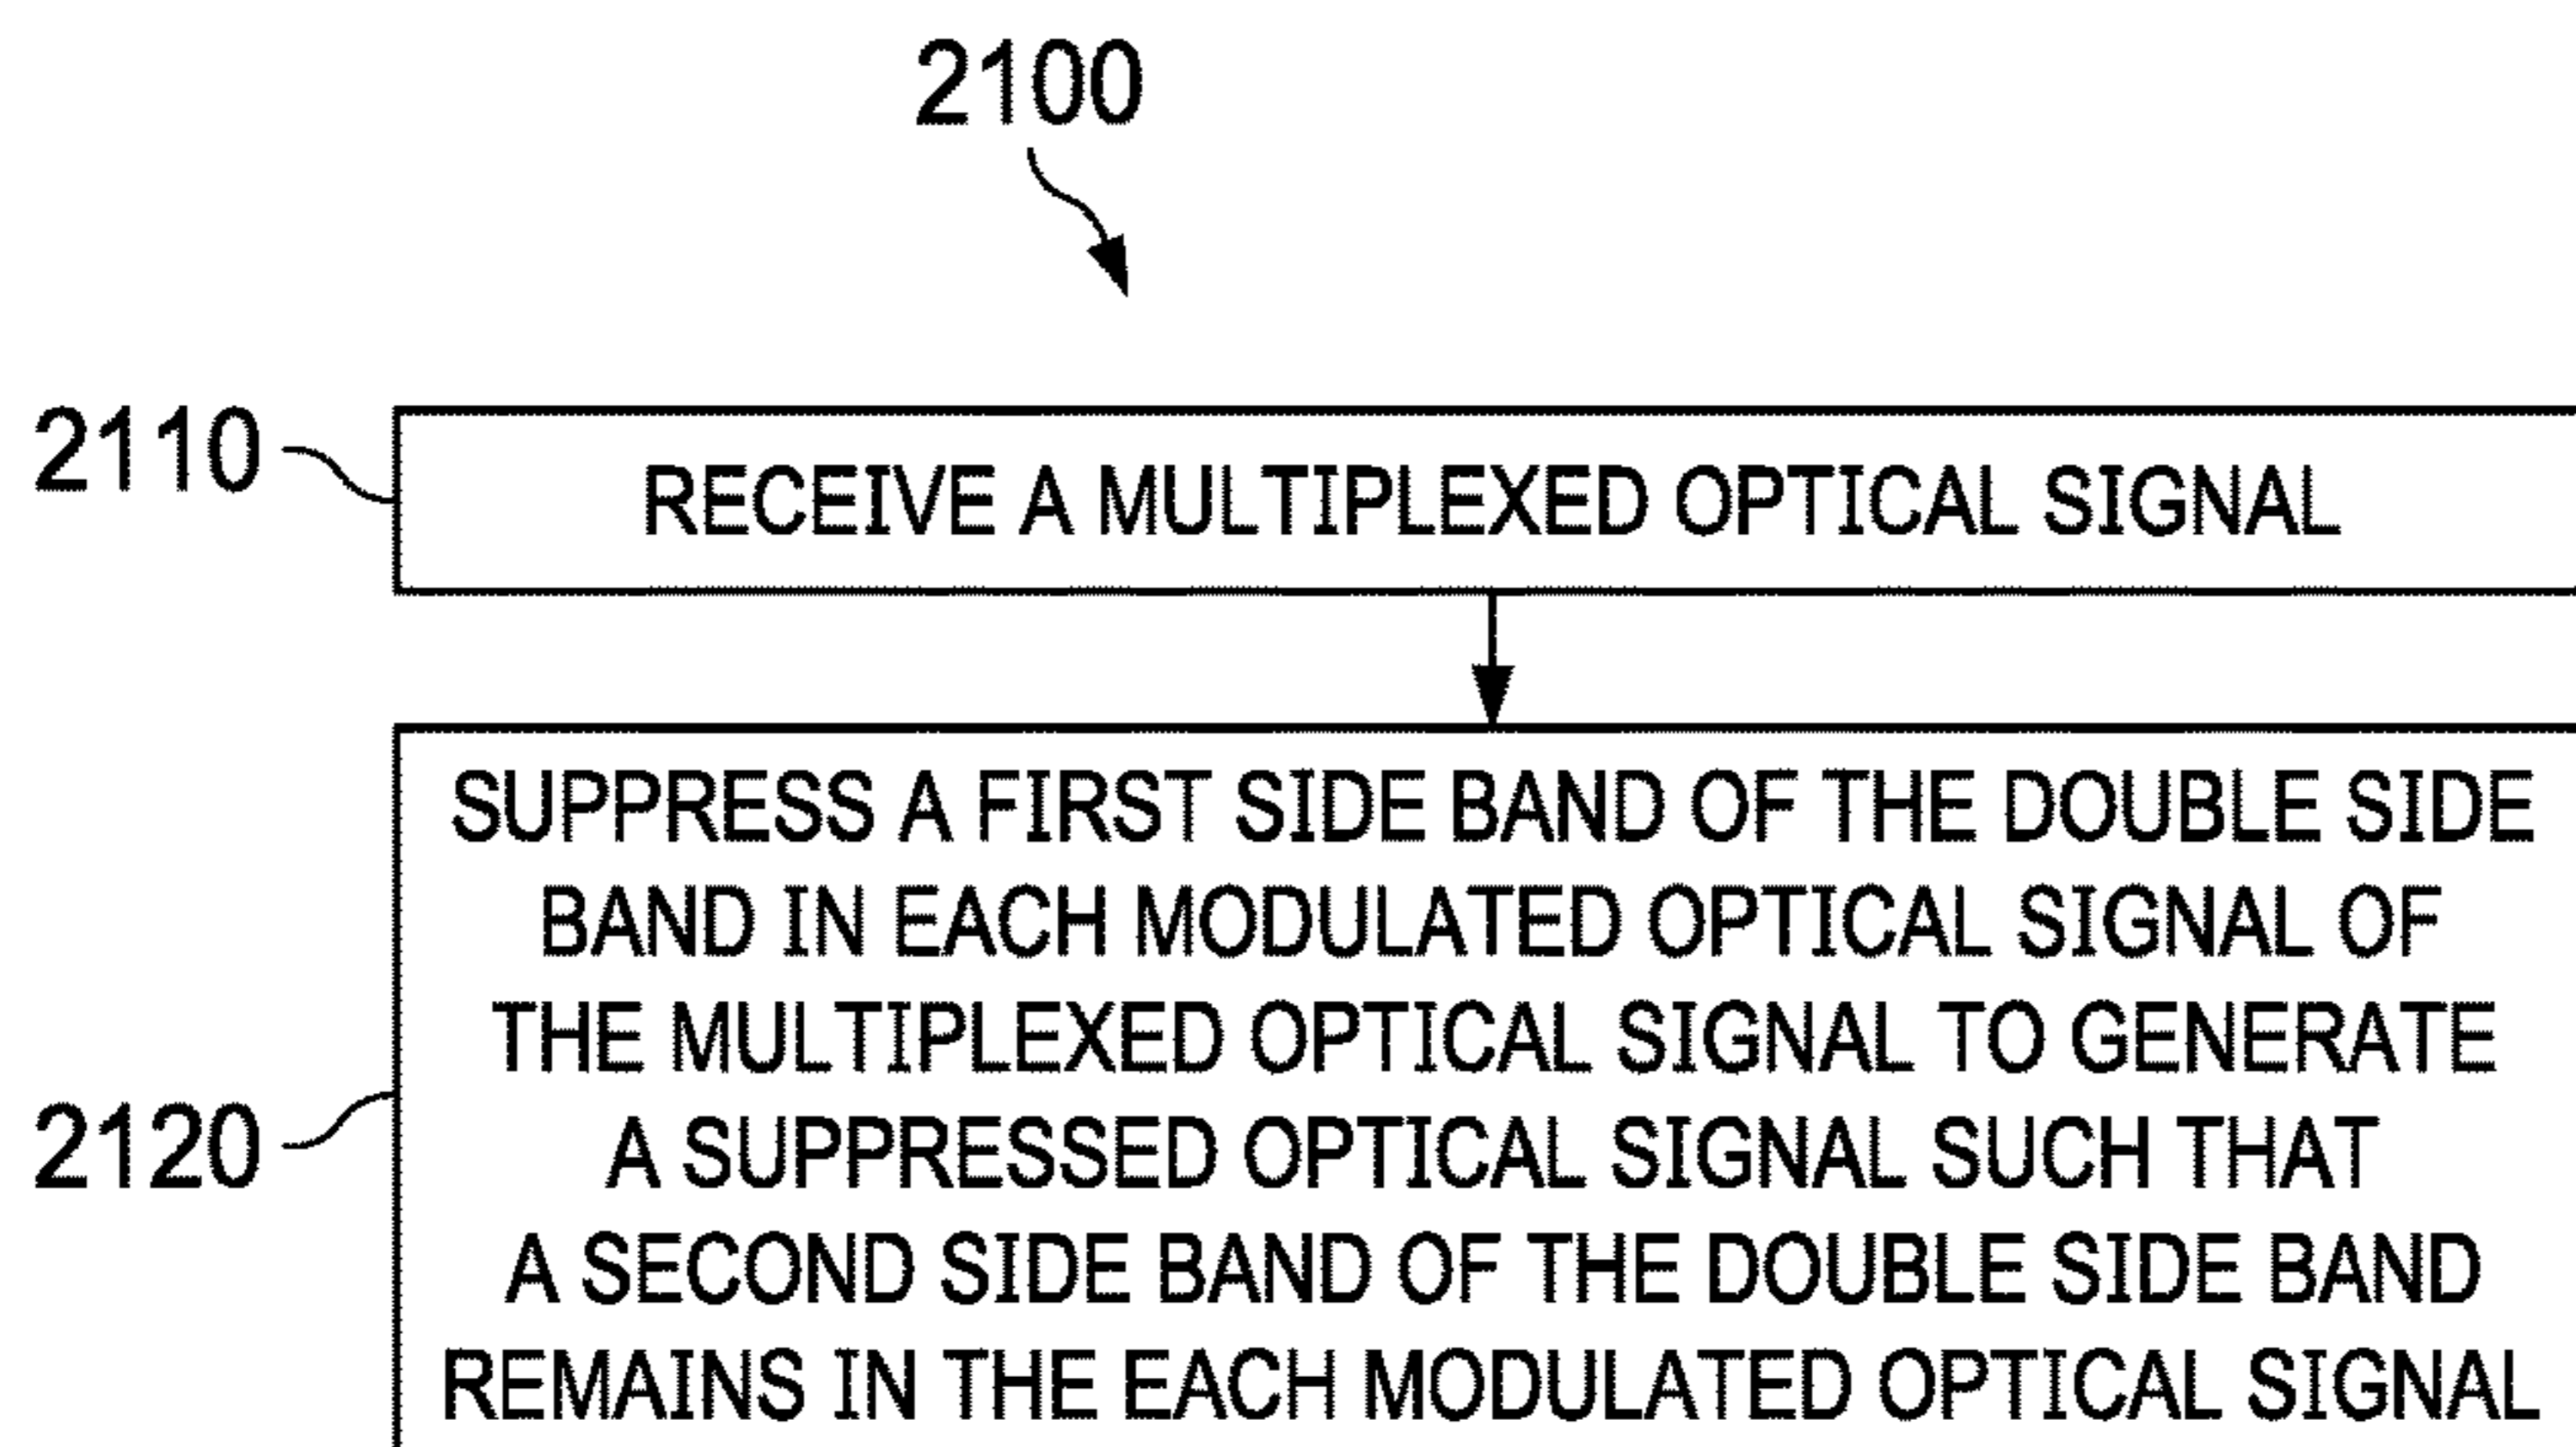 2100
2110
RECEIVE A MULTIPLEXED OPTICAL SIGNAL
SUPPRESS A FIRST SIDE BAND OF THE DOUBLE SIDE
BAND IN EACH MODULATED OPTICAL SIGNAL OF
THE MULTIPLEXED OPTICAL SIGNAL TO GENERATE
2120
A SUPPRESSED OPTICAL SIGNAL SUCH THAT
A SECOND SIDE BAND OF THE DOUBLE SIDE BAND
REMAINS IN THE EACH MODULATED OPTICAL SIGNAL